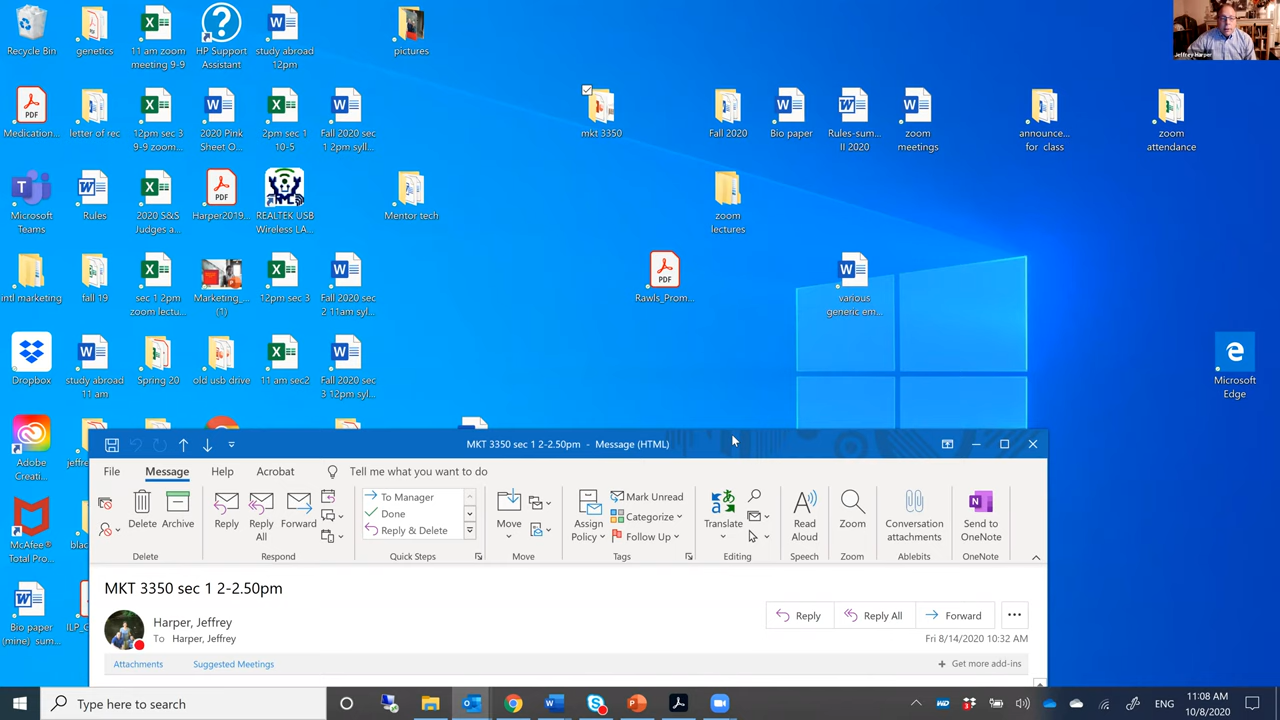 Recycle Bin
genetics
11 am zoom
meeting 9-9
HP Support
Assistant
study abroad
12pm
pictures
Jeffrey Harper
Medication...
letter of rec
12pm sec 3
9-9 zoom...
2020 Pink
Sheet O...
2pm sec 1
10-5
Fall 2020 sec
1 2pm syll...
mkt 3350
Fall 2020
Bio paper
Rules-sum...
II 2020
zoom
meetings
announce...
for class
zoom
attendance
Microsoft
Teams
Rules
2020 S&S
Judges a...
Harper2019...
REALTEK USB
Wireless LA...
Mentor tech
zoom
lectures
intl marketing
fall 19
sec 1 2pm
zoom lectu...
Marketing_...
(1)
12pm sec 3
Fall 2020 sec
2 11am syl...
Rawls_Prom...
various
generic em...
Dropbox
study abroad
11 am
Spring 20
old usb drive
11 am sec2
Fall 2020 sec
3 12pm syl...
Microsoft
Edge
Adobe
Creati...
jeffre
McAfee®
Total Pro...
blac
Bio paper
(mine) sum...
ILP_C
MKT 3350 sec 1 2-2.50pm - Message (HTML)
File Message Help Acrobat Tell me what you want to do
Delete Archive
Reply Reply All Forward
To Manager
Done
Reply & Delete
Move
Assign Policy
Mark Unread
Categorize
Follow Up
Translate
Read Aloud
Zoom
Conversation attachments
Send to OneNote
Delete Respond Quick Steps Move Tags Editing Speech Zoom Ablebits OneNote
MKT 3350 sec 1 2-2.50pm
Harper, Jeffrey
To Harper, Jeffrey
Reply Reply All Forward
Fri 8/14/2020 10:32 AM
Attachments Suggested Meetings + Get more add-ins
Type here to search
ENG
11:08 AM
10/8/2020